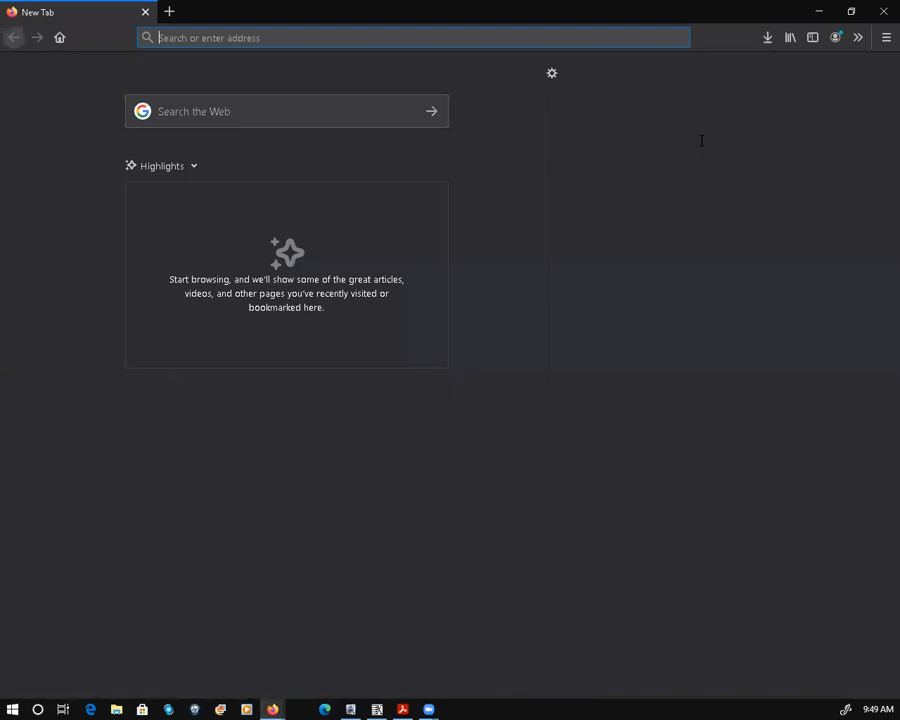 New Tab
Search or enter address
Search the Web
Highlights
Start browsing, and we'll show some of the great articles,
videos, and other pages you've recently visited or
bookmarked here.
9:49 AM